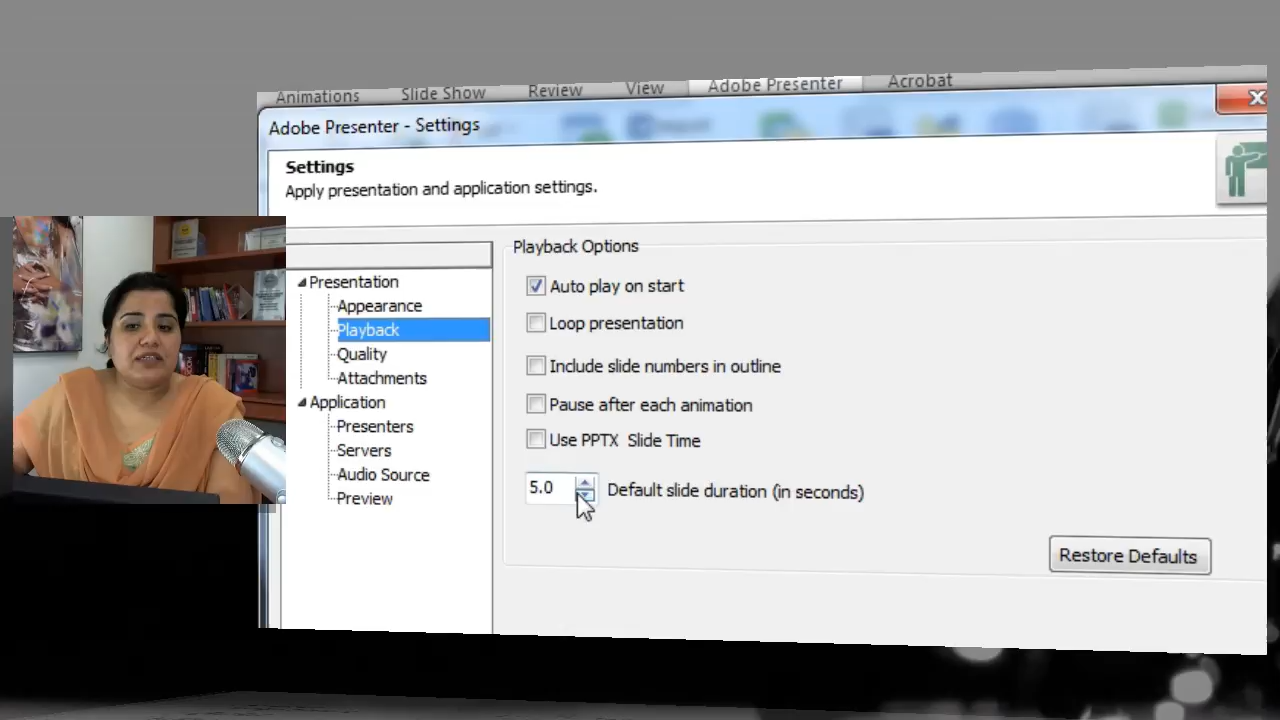 Animations Slide Show Review View Adobe Presenter Acrobat
Adobe Presenter - Settings
Settings
Apply presentation and application settings.
Presentation
Appearance
Playback
Quality
Attachments
Application
Presenters
Servers
Audio Source
Preview
Playback Options
Auto play on start
Loop presentation
Include slide numbers in outline
Pause after each animation
Use PPTX Slide Time
5.0 Default slide duration (in seconds)
Restore Defaults